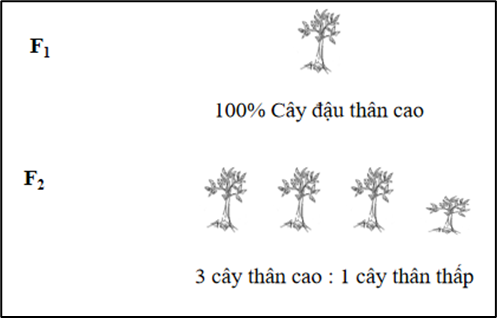 F1
100% Cây đậu thân cao
F2
3 cây thân cao : 1 cây thân thấp